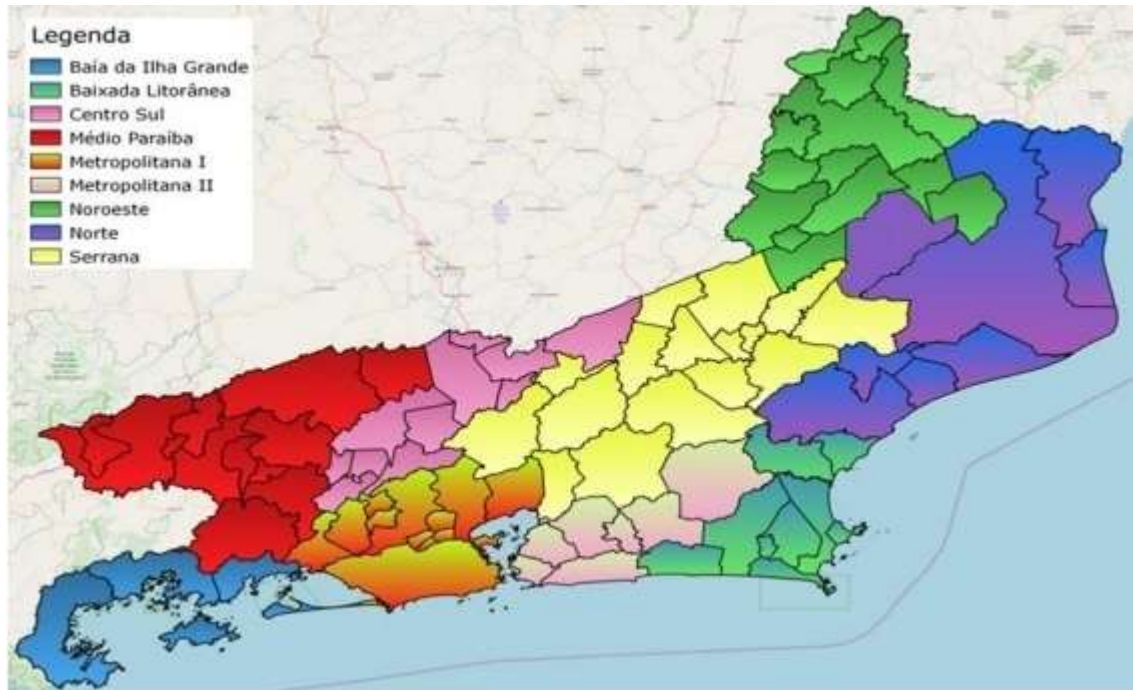 Legenda
Baía da Ilha Grande
Baixada Litorânea
Centro Sul
Médio Paraíba
Metropolitana I
Metropolitana II
Noroeste
Norte
Serrana